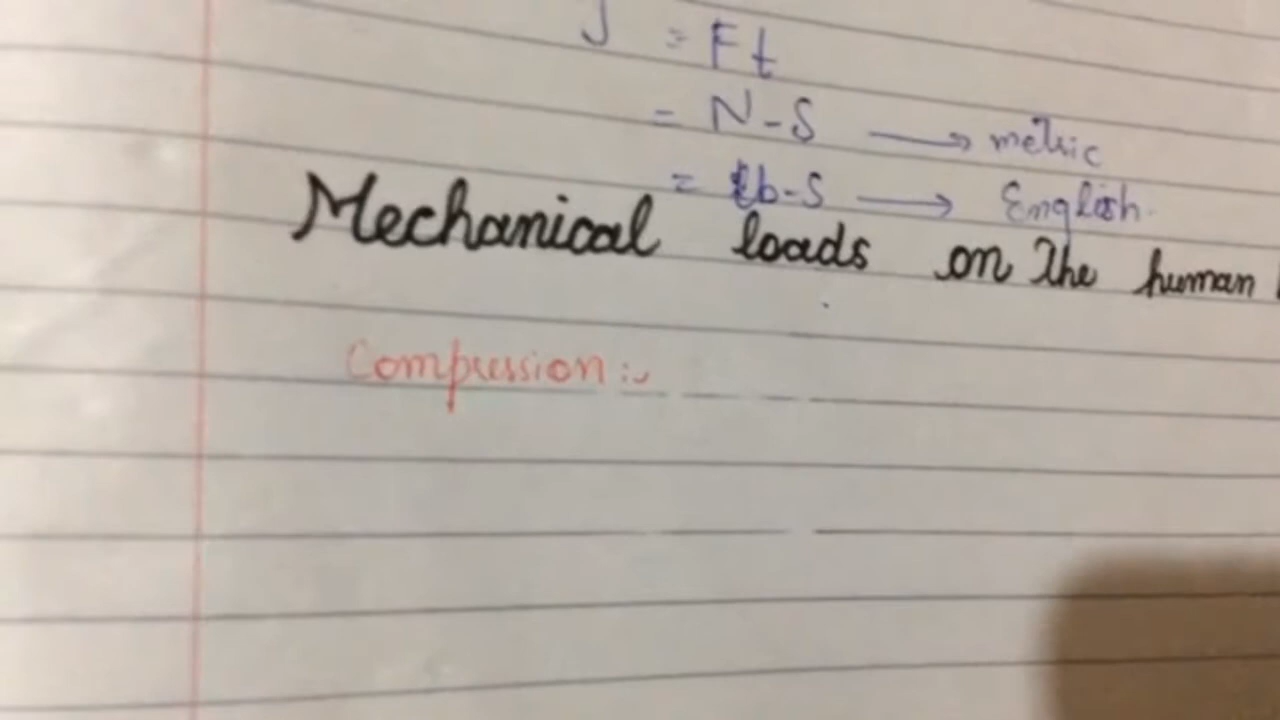 J = Ft
= N-S → metric
= lb-S → English.
Mechanical loads on the human
Compression :-